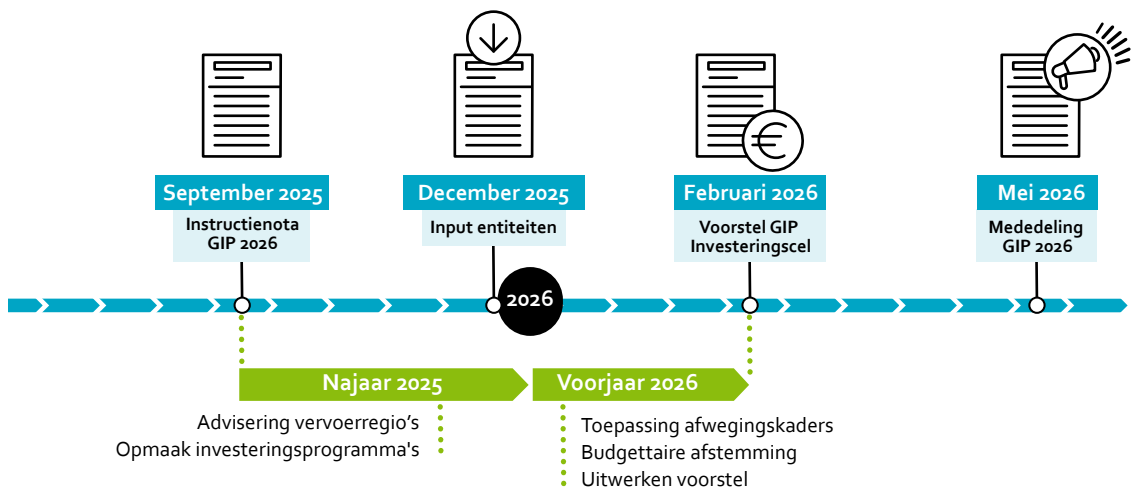 September 2025
Instructienota
GIP 2026
December 2025
Input entiteiten
Februari 2026
Voorstel GIP
Investeringscel
Mei 2026
Mededeling
GIP 2026
2026
Najaar 2025
Voorjaar 2026
Advisering vervoerregio's
Opmaak investeringsprogramma's
Toepassing afwegingskaders
Budgettaire afstemming
Uitwerken voorstel